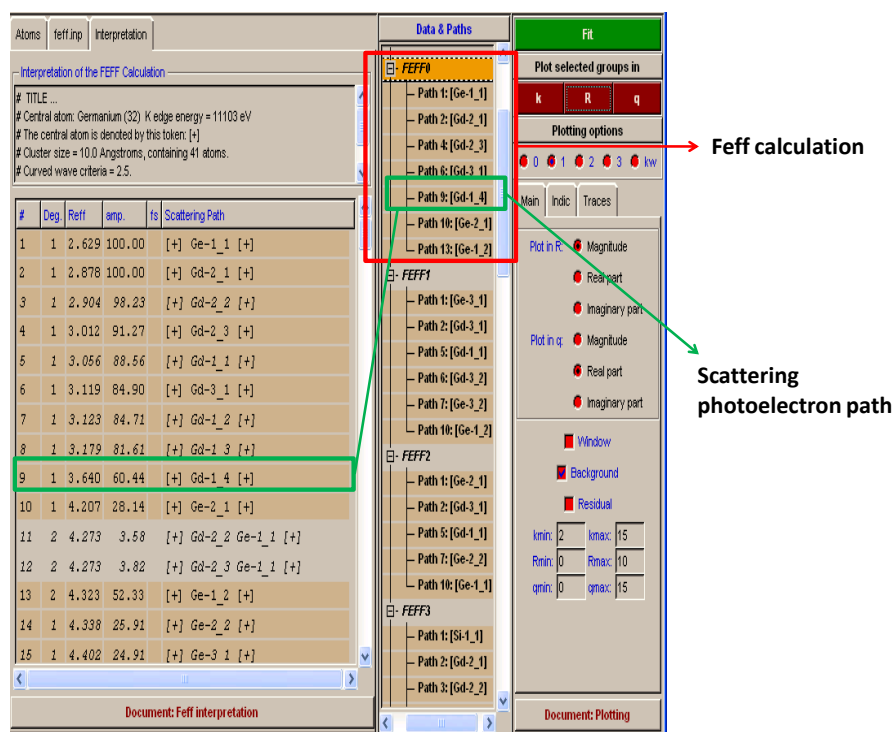 Atoms
feff.inp
Interpretation
Interpretation of the FEFF Calculation
# TITLE ...
# Central atom: Germanium (32) K edge energy = 11103 eV
# The central atom is denoted by this token: [+]
# Cluster size = 10.0 Angstroms, containing 41 atoms.
# Curved wave criteria = 2.5.
# Deg. Reff amp. fs Scattering Path
1 1 2.629 100.00 [+] Ge-1_1 [+]
2 1 2.878 100.00 [+] Gd-2_1 [+]
3 1 2.904 98.23 [+] Gd-2_2 [+]
4 1 3.012 91.27 [+] Gd-2_3 [+]
5 1 3.056 88.56 [+] Gd-1_1 [+]
6 1 3.119 84.90 [+] Gd-3_1 [+]
7 1 3.123 84.71 [+] Gd-1_2 [+]
8 1 3.179 81.61 [+] Gd-1_3 [+]
9 1 3.640 60.44 [+] Gd-1_4 [+]
10 1 4.207 28.14 [+] Ge-2_1 [+]
11 2 4.273 3.58 [+] Gd-2_2 Ge-1_1 [+]
12 2 4.273 3.82 [+] Gd-2_3 Ge-1_1 [+]
13 2 4.323 52.33 [+] Ge-1_2 [+]
14 1 4.338 25.91 [+] Ge-2_2 [+]
15 1 4.402 24.91 [+] Ge-3_1 [+]
Document: Feff interpretation
Data & Paths
FEFF0
Path 1: [Ge-1_1]
Path 2: [Gd-2_1]
Path 4: [Gd-2_3]
Path 6: [Gd-3_1]
Path 9: [Gd-1_4]
Path 10: [Ge-2_1]
Path 13: [Ge-1_2]
FEFF1
Path 1: [Ge-3_1]
Path 2: [Gd-3_1]
Path 5: [Gd-1_1]
Path 6: [Gd-3_2]
Path 7: [Ge-3_2]
Path 10: [Ge-1_2]
FEFF2
Path 1: [Ge-2_1]
Path 2: [Gd-3_1]
Path 5: [Gd-1_1]
Path 7: [Ge-2_2]
Path 10: [Ge-1_1]
FEFF3
Path 1: [Si-1_1]
Path 2: [Gd-2_1]
Path 3: [Gd-2_2]
Fit
Plot selected groups in
k R q
Plotting options
0 1 2 3 kw
Main Indic Traces
Plot in R: Magnitude
Real part
Imaginary part
Plot in q: Magnitude
Real part
Imaginary part
Window
Background
Residual
kmin: 2 kmax: 15
Rmin: 0 Rmax: 10
qmin: 0 qmax: 15
Document: Plotting
Feff calculation
Scattering
photoelectron path